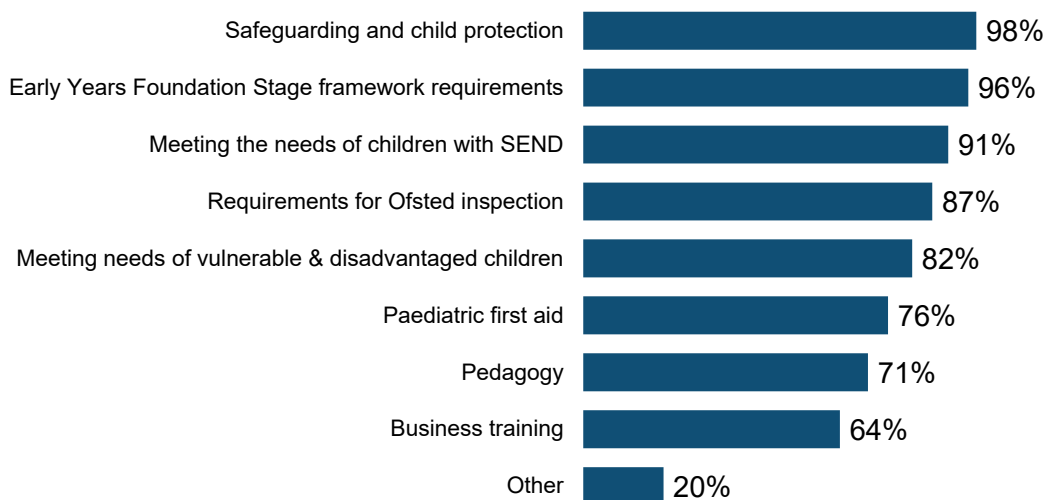 Safeguarding and child protection 98%
Early Years Foundation Stage framework requirements 96%
Meeting the needs of children with SEND 91%
Requirements for Ofsted inspection 87%
Meeting needs of vulnerable & disadvantaged children 82%
Paediatric first aid 76%
Pedagogy 71%
Business training 64%
Other 20%